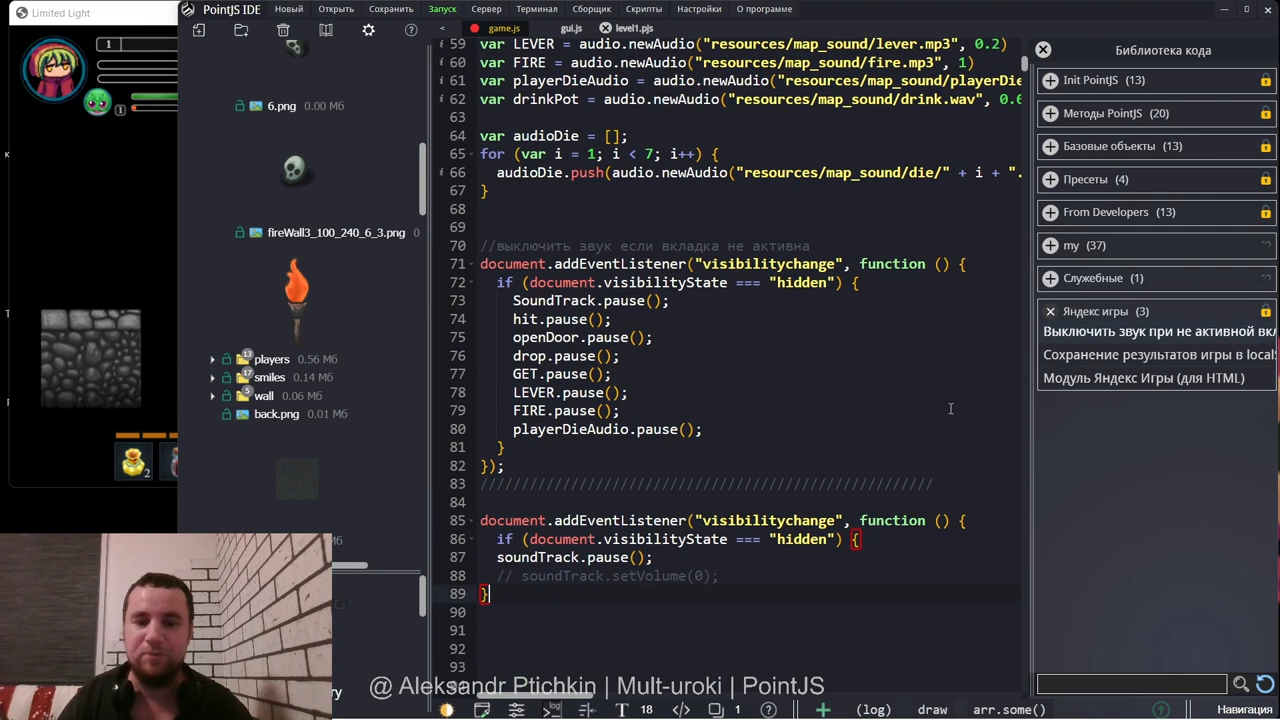 Limited Light
PointJS IDE
Новый
Открыть
Сохранить
Запуск
Сервер
Терминал
Сборщик
Скрипты
Настройки
О программе
1
1
2
6.png 0.00 Мб
fireWall3_100_240_6_3.png 0
13 players 0.56 Мб
17 smiles 0.14 Мб
5 wall 0.06 Мб
back.png 0.01 Мб
game.js
gui.js
level1.pjs
59 var LEVER = audio.newAudio("resources/map_sound/lever.mp3", 0.2)
60 var FIRE = audio.newAudio("resources/map_sound/fire.mp3", 1)
61 var playerDieAudio = audio.newAudio("resources/map_sound/playerDie
62 var drinkPot = audio.newAudio("resources/map_sound/drink.wav", 0.6
63
64 var audioDie = [];
65 for (var i = 1; i < 7; i++) {
66 audioDie.push(audio.newAudio("resources/map_sound/die/" + i + ".
67 }
68
69
70 //выключить звук если вкладка не активна
71 document.addEventListener("visibilitychange", function () {
72 if (document.visibilityState === "hidden") {
73 SoundTrack.pause();
74 hit.pause();
75 openDoor.pause();
76 drop.pause();
77 GET.pause();
78 LEVER.pause();
79 FIRE.pause();
80 playerDieAudio.pause();
81 }
82 });
83 ///////////////////////////////////////////////////////
84
85 document.addEventListener("visibilitychange", function () {
86 if (document.visibilityState === "hidden") {
87 soundTrack.pause();
88 // soundTrack.setVolume(0);
89 }
90
91
92
93
Библиотека кода
Init PointJS (13)
Методы PointJS (20)
Базовые объекты (13)
Пресеты (4)
From Developers (13)
my (37)
Служебные (1)
Яндекс игры (3)
Выключить звук при не активной вкл
Сохранение результатов игры в locals
Модуль Яндекс Игры (для HTML)
@ Aleksandr Ptichkin | Mult-uroki | PointJS
18
1
(log)
draw
arr.some()
Навигация